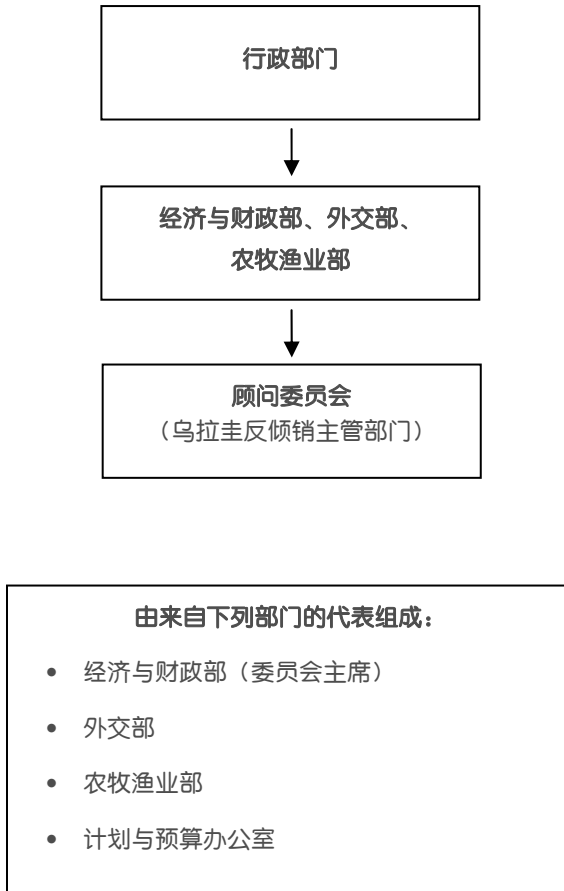 行政部门
经济与财政部、外交部、
农牧渔业部
顾问委员会
（乌拉圭反倾销主管部门）
由来自下列部门的代表组成：
• 经济与财政部（委员会主席）
• 外交部
• 农牧渔业部
• 计划与预算办公室